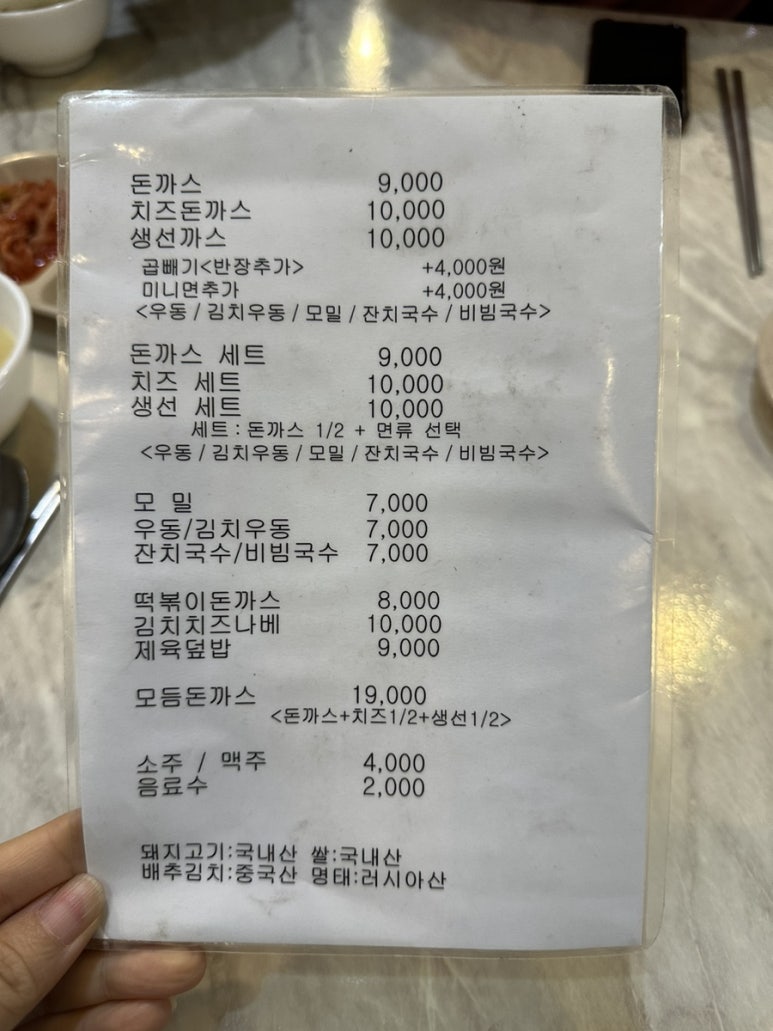 돈까스 9,000
치즈돈까스 10,000
생선까스 10,000
곱빼기<반장추가> +4,000원
미니면추가 +4,000원
<우동/김치우동/모밀/잔치국수/비빔국수>
돈까스 세트 9,000
치즈 세트 10,000
생선 세트 10,000
세트:돈까스 1/2 + 면류 선택
<우동/김치우동/모밀/잔치국수/비빔국수>
모 밀 7,000
우동/김치우동 7,000
잔치국수/비빔국수 7,000
떡볶이돈까스 8,000
김치치즈나베 10,000
제육덮밥 9,000
모듬돈까스 19,000
<돈까스+치즈1/2+생선1/2>
소주 / 맥주 4,000
음료수 2,000
돼지고기:국내산 쌀:국내산
배추김치:중국산 명태:러시아산